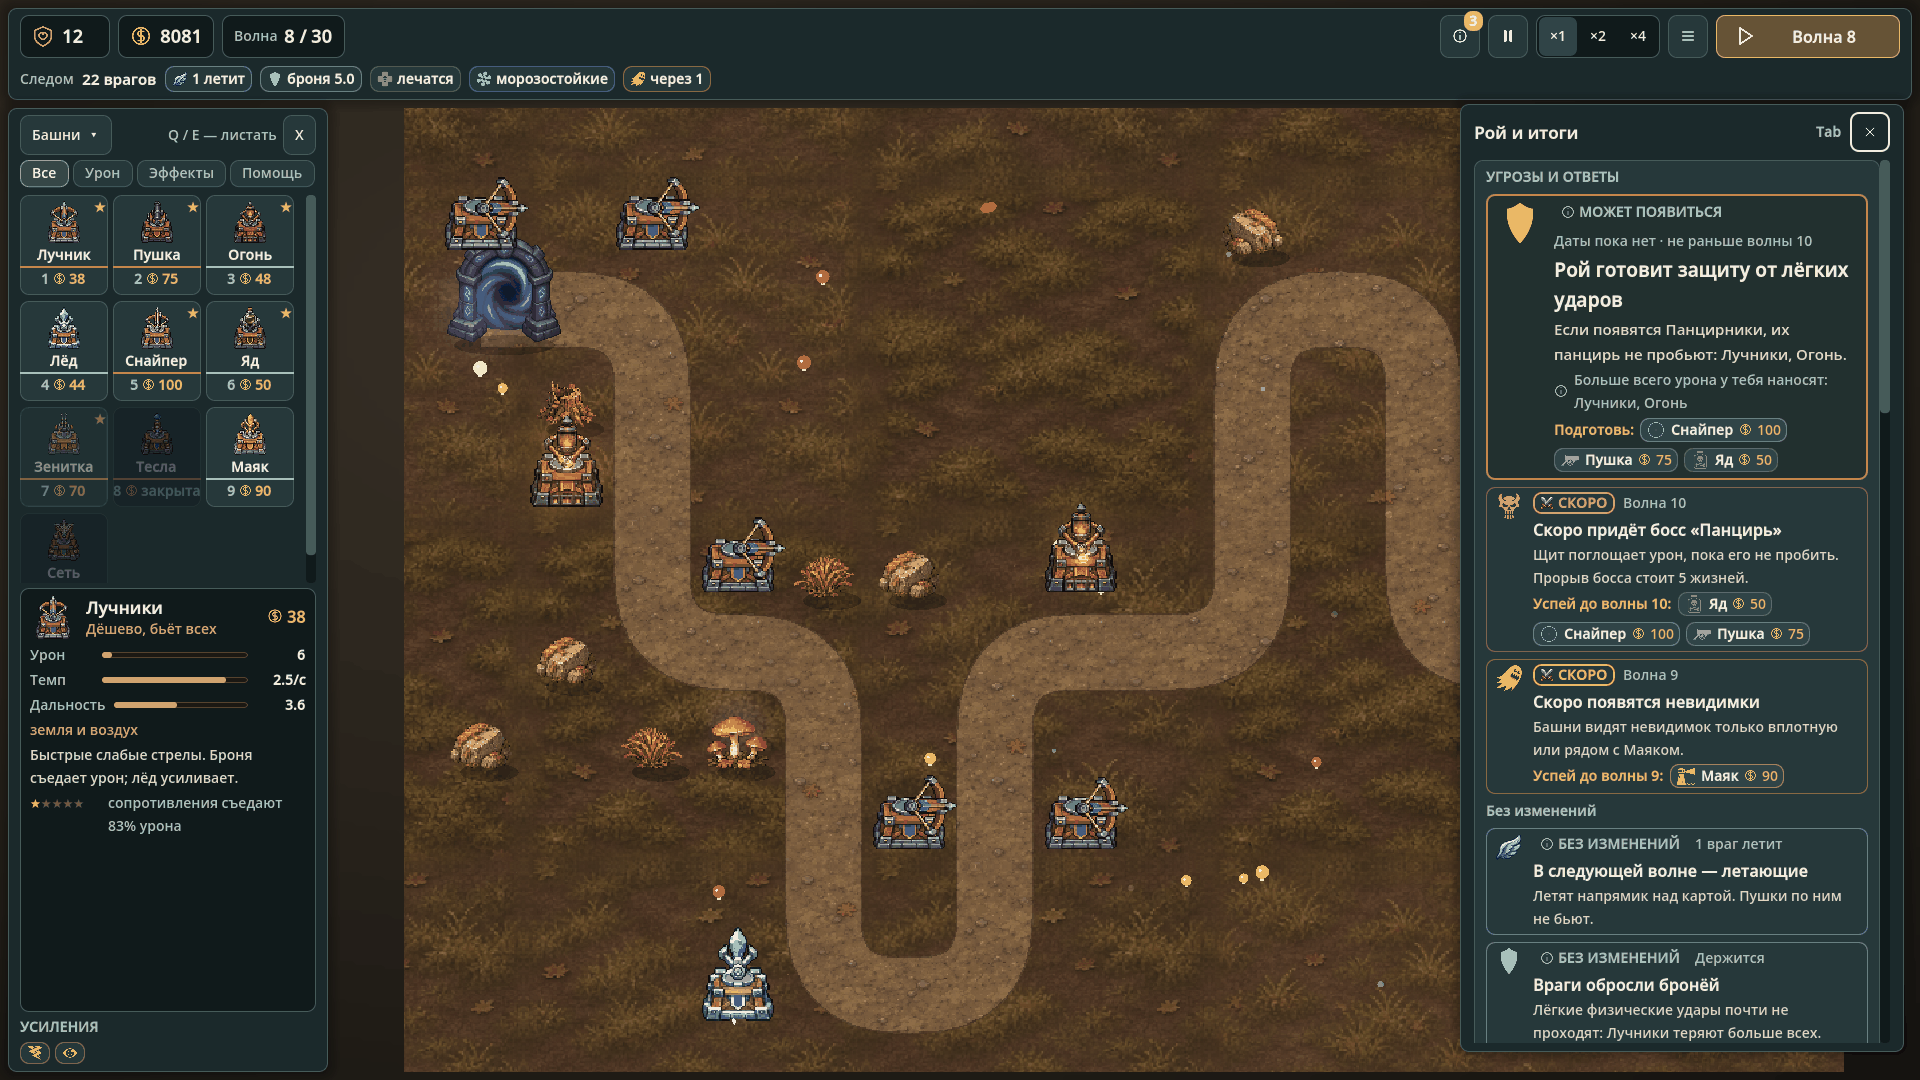 12
8081
Волна 8 / 30
3
×1
×2
×4
Волна 8
Следом 22 врагов
1 летит
броня 5.0
лечатся
морозостойкие
через 1
Башни
Q / E — листать
X
Все
Урон
Эффекты
Помощь
Лучник
1 38
Пушка
2 75
Огонь
3 48
Лёд
4 44
Снайпер
5 100
Яд
6 50
Зенитка
7 70
Тесла
8 закрыта
Маяк
9 90
Сеть
Лучники
Дёшево, бьёт всех
38
Урон 6
Темп 2.5/с
Дальность 3.6
земля и воздух
Быстрые слабые стрелы. Броня
съедает урон; лёд усиливает.
★★★★★ сопротивления съедают
83% урона
УСИЛЕНИЯ
Рой и итоги
Tab
×
УГРОЗЫ И ОТВЕТЫ
МОЖЕТ ПОЯВИТЬСЯ
Даты пока нет · не раньше волны 10
Рой готовит защиту от лёгких
ударов
Если появятся Панцирники, их
панцирь не пробьют: Лучники, Огонь.
Больше всего урона у тебя наносят:
Лучники, Огонь
Подготовь: Снайпер 100
Пушка 75 Яд 50
СКОРО Волна 10
Скоро придёт босс «Панцирь»
Щит поглощает урон, пока его не пробить.
Прорыв босса стоит 5 жизней.
Успей до волны 10: Яд 50
Снайпер 100 Пушка 75
СКОРО Волна 9
Скоро появятся невидимки
Башни видят невидимок только вплотную
или рядом с Маяком.
Успей до волны 9: Маяк 90
Без изменений
БЕЗ ИЗМЕНЕНИЙ 1 враг летит
В следующей волне — летающие
Летят напрямик над картой. Пушки по ним
не бьют.
БЕЗ ИЗМЕНЕНИЙ Держится
Враги обросли бронёй
Лёгкие физические удары почти не
проходят: Лучники теряют больше всех.